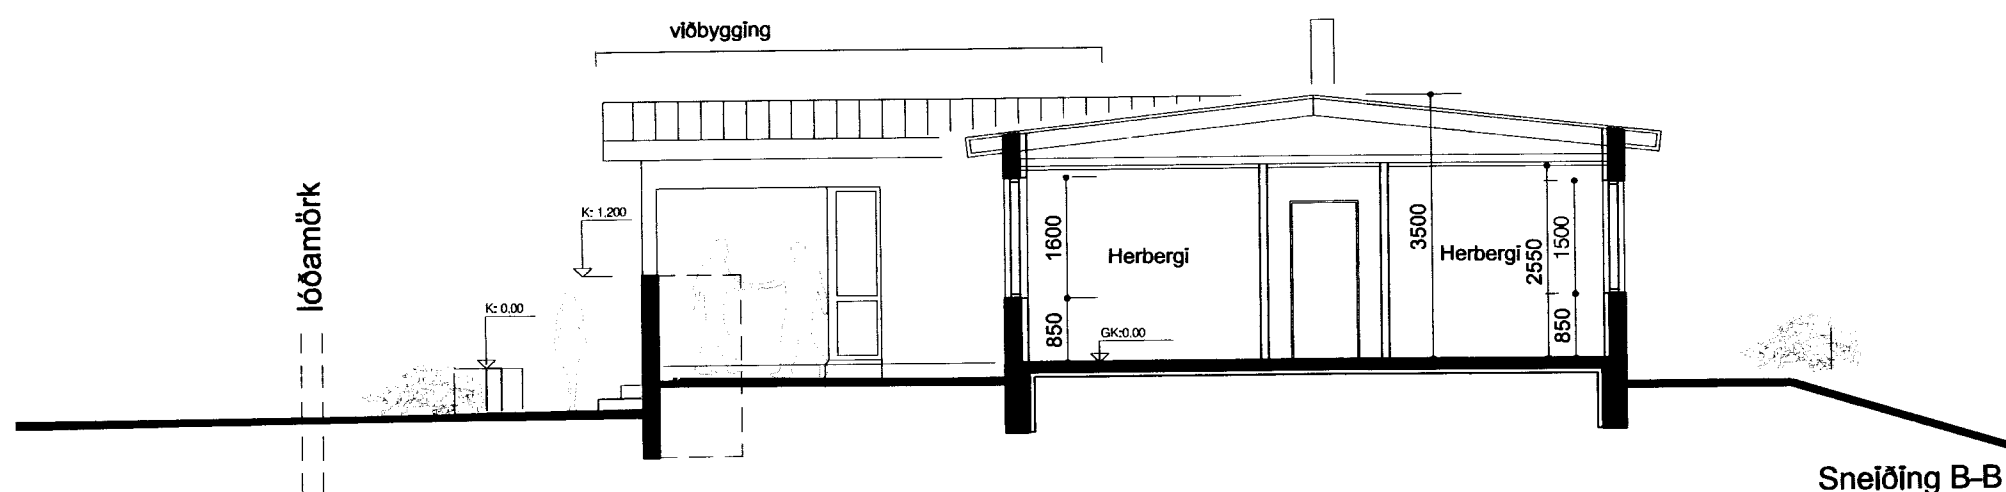 viðbygging
lóðamörk
K: 1,200
K: 0,00
1600
850
Herbergi
GK:0.00
3500
Herbergi
2550
1500
850
Sneiðing B-B